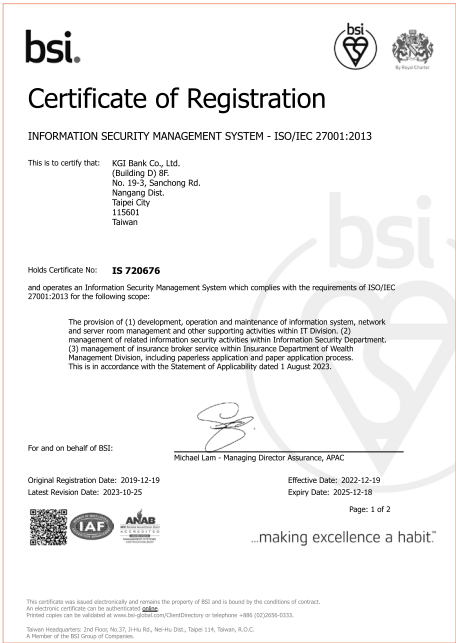 bsi.
bsi
By Royal Charter
Certificate of Registration
INFORMATION SECURITY MANAGEMENT SYSTEM - ISO/IEC 27001:2013
This is to certify that: KGI Bank Co., Ltd.
(Building D) 8F.
No. 19-3, Sanchong Rd.
Nangang Dist.
Taipei City
115601
Taiwan
bsi
Holds Certificate No: IS 720676
and operates an Information Security Management System which complies with the requirements of ISO/IEC
27001:2013 for the following scope:
The provision of (1) development, operation and maintenance of information system, network
and server room management and other supporting activities within IT Division. (2)
management of related information security activities within Information Security Department.
(3) management of insurance broker service within Insurance Department of Wealth
Management Division, including paperless application and paper application process.
This is in accordance with the Statement of Applicability dated 1 August 2023.
For and on behalf of BSI:
Michael Lam - Managing Director Assurance, APAC
Original Registration Date: 2019-12-19 Effective Date: 2022-12-19
Latest Revision Date: 2023-10-25 Expiry Date: 2025-12-18
Page: 1 of 2
IAF
ANAB
ACCREDITED
...making excellence a habit.™
This certificate was issued electronically and remains the property of BSI and is bound by the conditions of contract.
An electronic certificate can be authenticated online.
Printed copies can be validated at www.bsi-global.com/ClientDirectory or telephone +886 (02)2656-0333.
Taiwan Headquarters: 2nd Floor, No.37, Ji-Hu Rd., Nei-Hu Dist., Taipei 114, Taiwan, R.O.C.
A Member of the BSI Group of Companies.